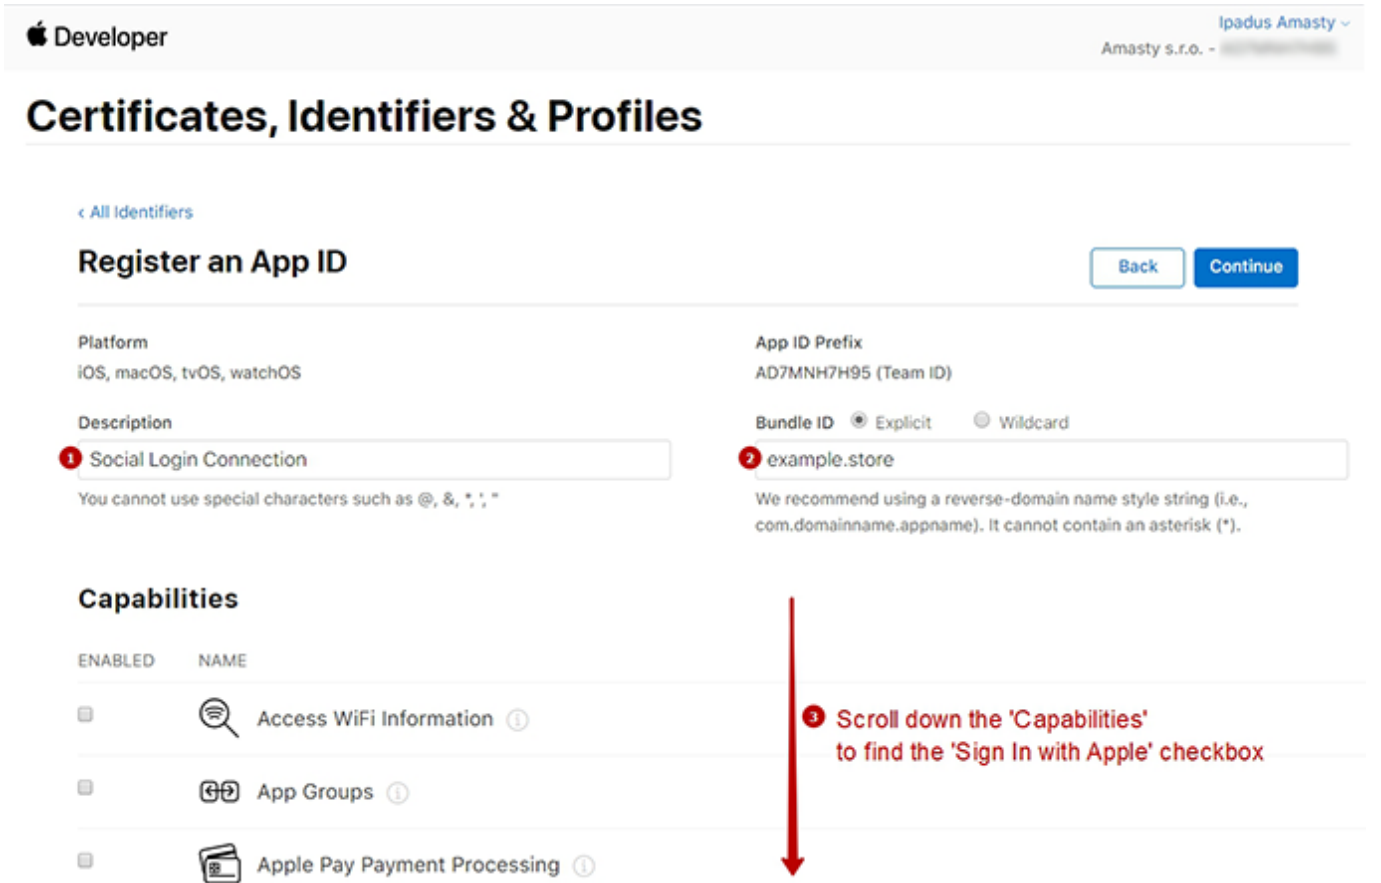 Developer
Ipadus Amasty
Amasty s.r.o. -
Certificates, Identifiers & Profiles
‹ All Identifiers
Register an App ID
Back
Continue
Platform
iOS, macOS, tvOS, watchOS
App ID Prefix
AD7MNH7H95 (Team ID)
Description
1 Social Login Connection
You cannot use special characters such as @, &, *, ', "
Bundle ID Explicit Wildcard
2 example.store
We recommend using a reverse-domain name style string (i.e.,
com.domainname.appname). It cannot contain an asterisk (*).
Capabilities
ENABLED NAME
Access WiFi Information
3 Scroll down the 'Capabilities'
to find the 'Sign In with Apple' checkbox
App Groups
Apple Pay Payment Processing